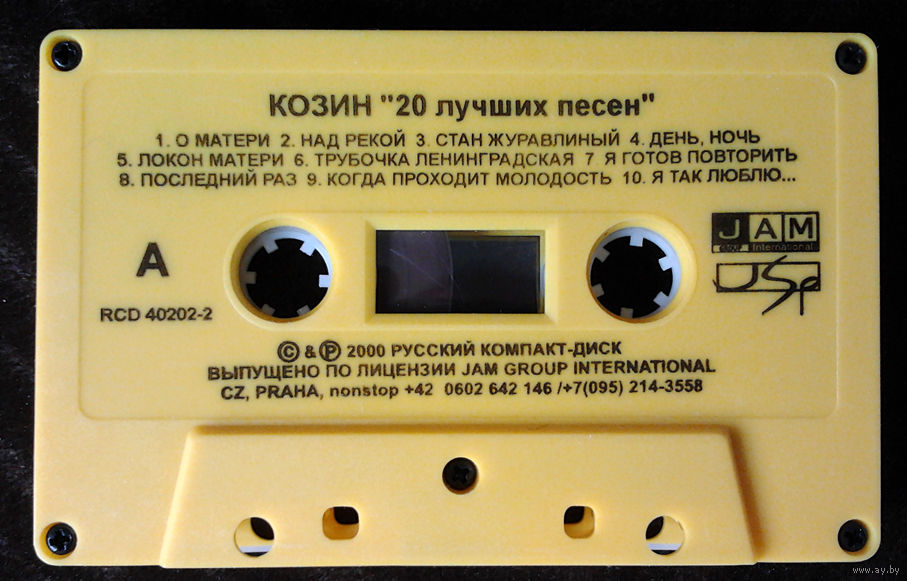 КОЗИН "20 лучших песен"
1. О МАТЕРИ 2. НАД РЕКОЙ 3. СТАН ЖУРАВЛИНЫЙ 4. ДЕНЬ, НОЧЬ
5. ЛОКОН МАТЕРИ 6. ТРУБОЧКА ЛЕНИНГРАДСКАЯ 7 Я ГОТОВ ПОВТОРИТЬ
8. ПОСЛЕДНИЙ РАЗ 9. КОГДА ПРОХОДИТ МОЛОДОСТЬ 10. Я ТАК ЛЮБЛЮ...
JAM
GROUP International
A
JSp
RCD 40202-2
© & ℗ 2000 РУССКИЙ КОМПАКТ-ДИСК
ВЫПУЩЕНО ПО ЛИЦЕНЗИИ JAM GROUP INTERNATIONAL
CZ, PRAHA, nonstop +42 0602 642 146 /+7(095) 214-3558
www.ay.by